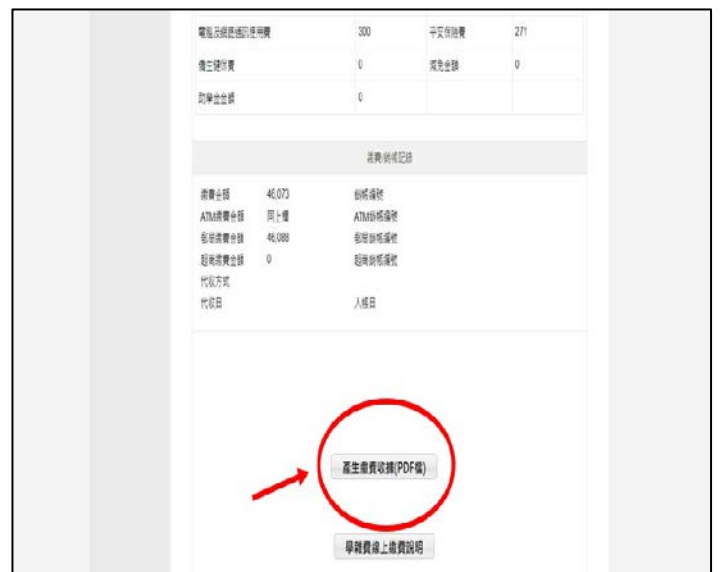 電腦及網路通訊使用費 300 平安保險費 271
僑生健保費 0 減免金額 0
助學金金額 0
繳費/銷帳記錄
繳費金額 46,073 銷帳編號
ATM繳費金額 同上欄 ATM銷帳編號
郵局繳費金額 46,088 郵局銷帳編號
超商繳費金額 0 超商銷帳編號
代收方式
代收日 入帳日
產生繳費收據(PDF檔)
學雜費線上繳費說明